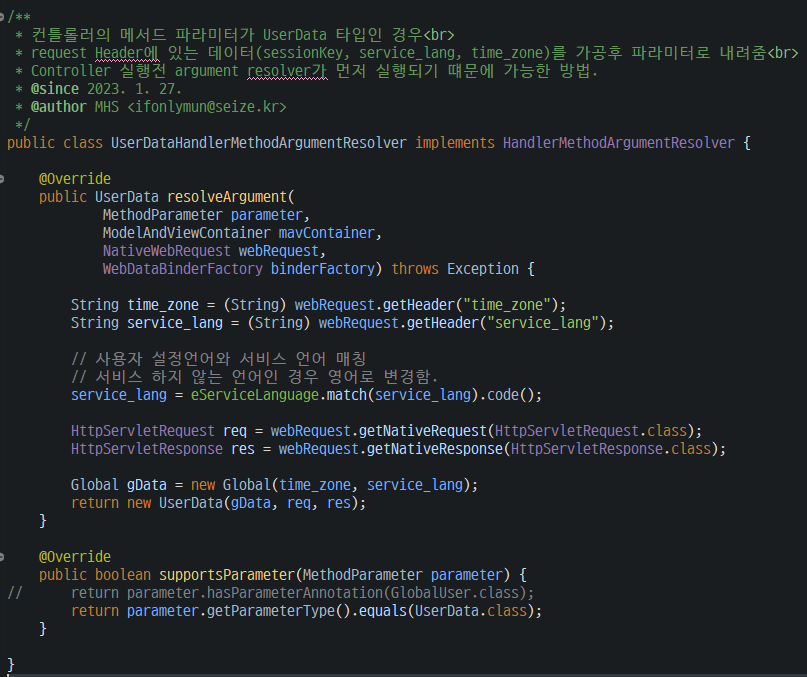 /**
 * 컨틀롤러의 메서드 파라미터가 UserData 타입인 경우<br>
 * request Header에 있는 데이터(sessionKey, service_lang, time_zone)를 가공후 파라미터로 내려줌<br>
 * Controller 실행전 argument resolver가 먼저 실행되기 때문에 가능한 방법.
 * @since 2023. 1. 27.
 * @author MHS <ifonlymun@seize.kr>
 */
public class UserDataHandlerMethodArgumentResolver implements HandlerMethodArgumentResolver {
    @Override
    public UserData resolveArgument(
            MethodParameter parameter,
            ModelAndViewContainer mavContainer,
            NativeWebRequest webRequest,
            WebDataBinderFactory binderFactory) throws Exception {
        String time_zone = (String) webRequest.getHeader("time_zone");
        String service_lang = (String) webRequest.getHeader("service_lang");
        // 사용자 설정언어와 서비스 언어 매칭
        // 서비스 하지 않는 언어인 경우 영어로 변경함.
        service_lang = eServiceLanguage.match(service_lang).code();
        HttpServletRequest req = webRequest.getNativeRequest(HttpServletRequest.class);
        HttpServletResponse res = webRequest.getNativeResponse(HttpServletResponse.class);
        Global gData = new Global(time_zone, service_lang);
        return new UserData(gData, req, res);
    }
    @Override
    public boolean supportsParameter(MethodParameter parameter) {
//      return parameter.hasParameterAnnotation(GlobalUser.class);
        return parameter.getParameterType().equals(UserData.class);
    }
}